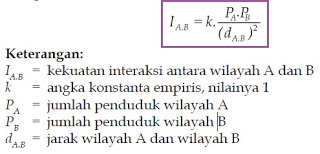 I_{A.B} = k. \frac{P_A.P_B}{(d_{A.B})^2}
Keterangan:
I_{A.B} = kekuatan interaksi antara wilayah A dan B
k = angka konstanta empiris, nilainya 1
P_A = jumlah penduduk wilayah A
P_B = jumlah penduduk wilayah B
d_{A.B} = jarak wilayah A dan wilayah B